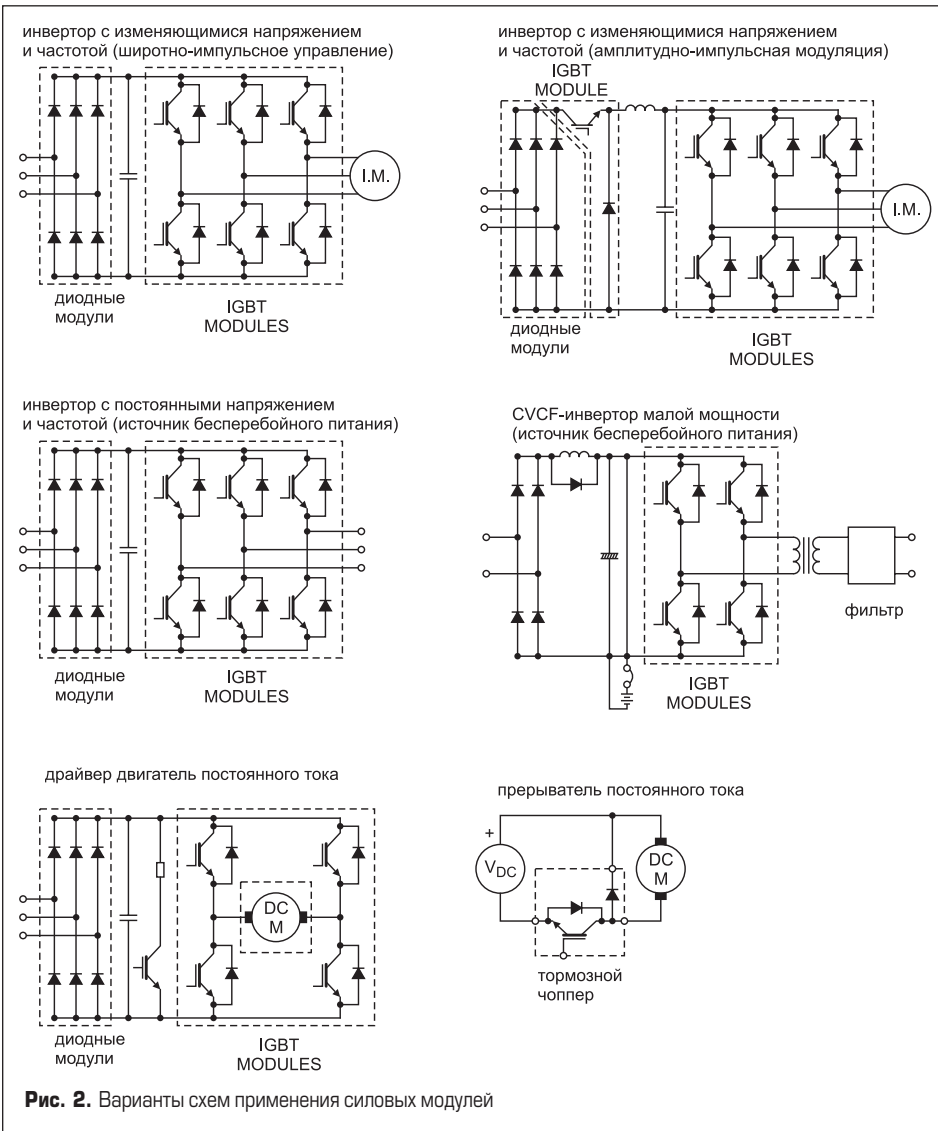 инвертор с изменяющимися напряжением
и частотой (широтно-импульсное управление)
I.M.
диодные
модули
IGBT
MODULES
инвертор с изменяющимися напряжением
и частотой (амплитудно-импульсная модуляция)
IGBT
MODULE
I.M.
диодные
модули
IGBT
MODULES
инвертор с постоянными напряжением
и частотой (источник бесперебойного питания)
диодные
модули
IGBT
MODULES
CVCF-инвертор малой мощности
(источник бесперебойного питания)
фильтр
IGBT
MODULES
драйвер двигатель постоянного тока
DC
M
диодные
модули
IGBT
MODULES
прерыватель постоянного тока
+
VDC
DC
M
тормозной
чоппер
Рис. 2. Варианты схем применения силовых модулей